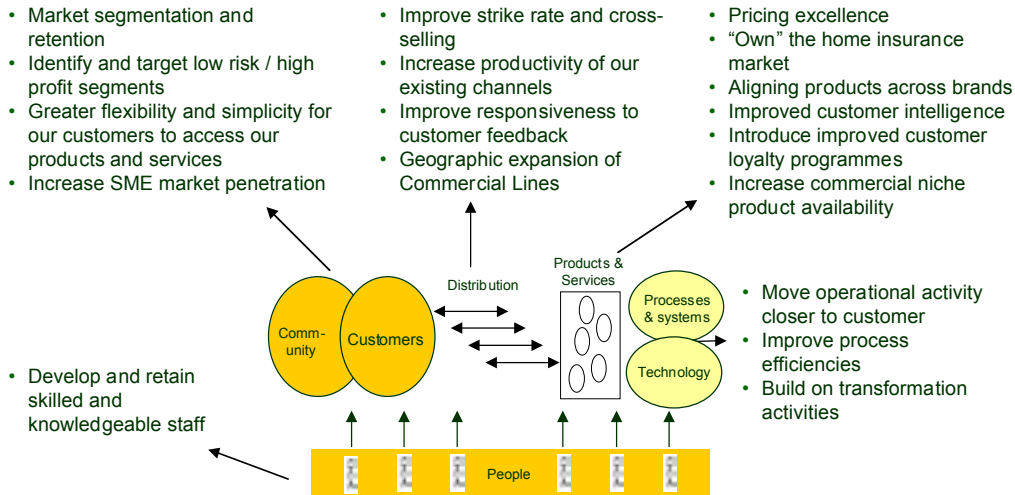 • Market segmentation and
retention
• Identify and target low risk / high
profit segments
• Greater flexibility and simplicity for
our customers to access our
products and services
• Increase SME market penetration
• Improve strike rate and cross-
selling
• Increase productivity of our
existing channels
• Improve responsiveness to
customer feedback
• Geographic expansion of
Commercial Lines
• Pricing excellence
• “Own” the home insurance
market
• Aligning products across brands
• Improved customer intelligence
• Introduce improved customer
loyalty programmes
• Increase commercial niche
product availability
Comm-
unity
Customers
Distribution
Products &
Services
Processes
& systems
Technology
• Move operational activity
closer to customer
• Improve process
efficiencies
• Build on transformation
activities
• Develop and retain
skilled and
knowledgeable staff
People